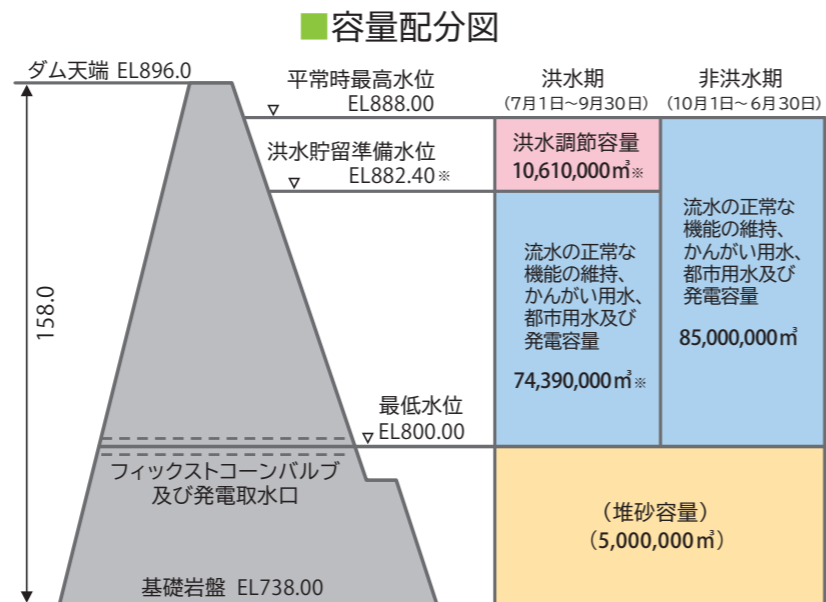 ■容量配分図
ダム天端 EL896.0
平常時最高水位
EL888.00
洪水期
(7月1日~9月30日)
非洪水期
(10月1日~6月30日)
洪水貯留準備水位
EL882.40※
洪水調節容量
10,610,000㎥※
流水の正常な
機能の維持、
かんがい用水、
都市用水及び
発電容量
74,390,000㎥※
流水の正常な
機能の維持、
かんがい用水、
都市用水及び
発電容量
85,000,000㎥
158.0
最低水位
EL800.00
フィックストコーンバルブ
及び発電取水口
(堆砂容量)
(5,000,000㎥)
基礎岩盤 EL738.00